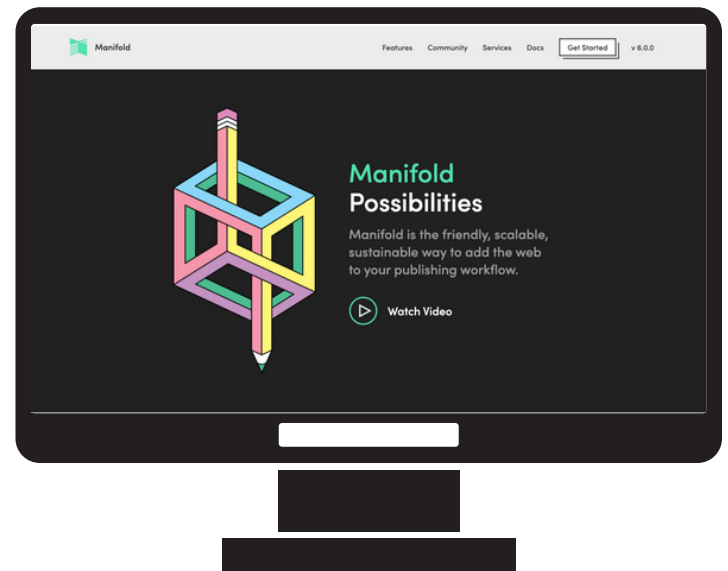 Manifold
Features Community Services Docs Get Started v 6.0.0
Manifold
Possibilities
Manifold is the friendly, scalable,
sustainable way to add the web
to your publishing workflow.
Watch Video